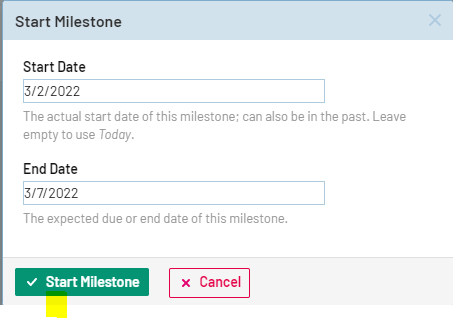 Start Milestone
Start Date
3/2/2022
The actual start date of this milestone; can also be in the past. Leave
empty to use Today.
End Date
3/7/2022
The expected due or end date of this milestone.
Start Milestone
Cancel